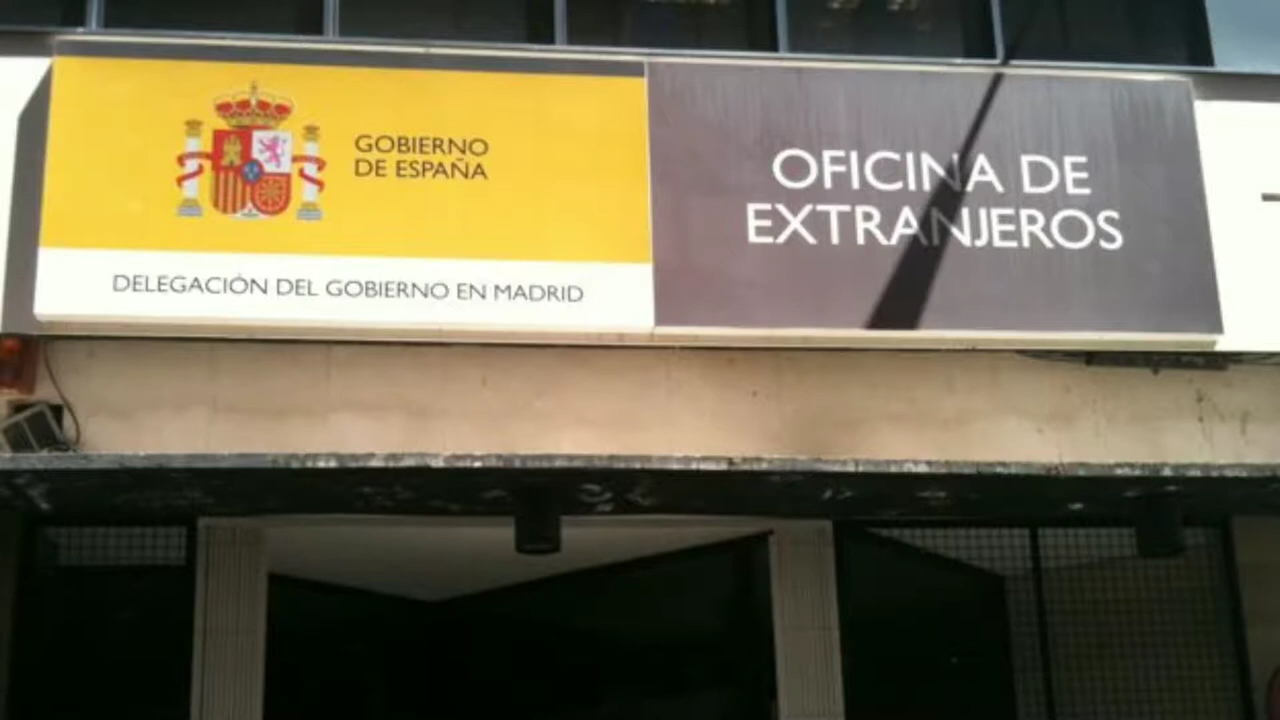 GOBIERNO
DE ESPAÑA
DELEGACIÓN DEL GOBIERNO EN MADRID
OFICINA DE
EXTRANJEROS